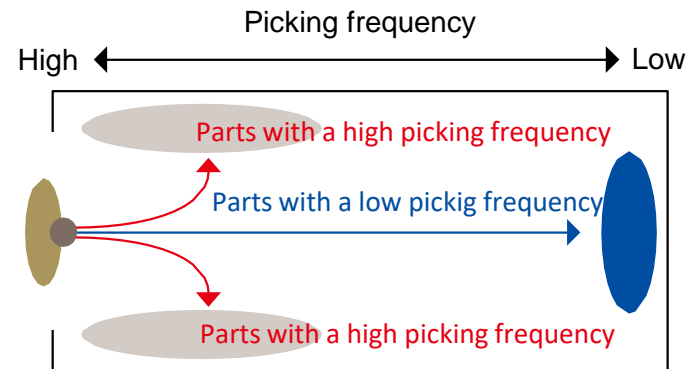 Picking frequency
High
Low
Parts with a high picking frequency
Parts with a low pickig frequency
Parts with a high picking frequency